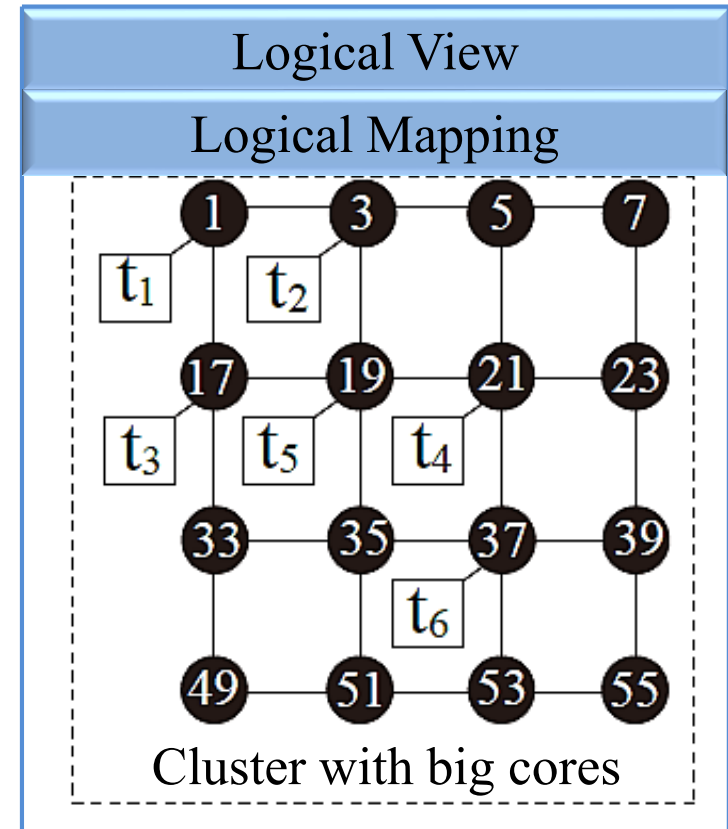 Logical View
Logical Mapping
1 3 5 7
t1 t2
17 19 21 23
t3 t5 t4
33 35 37 39
t6
49 51 53 55
Cluster with big cores